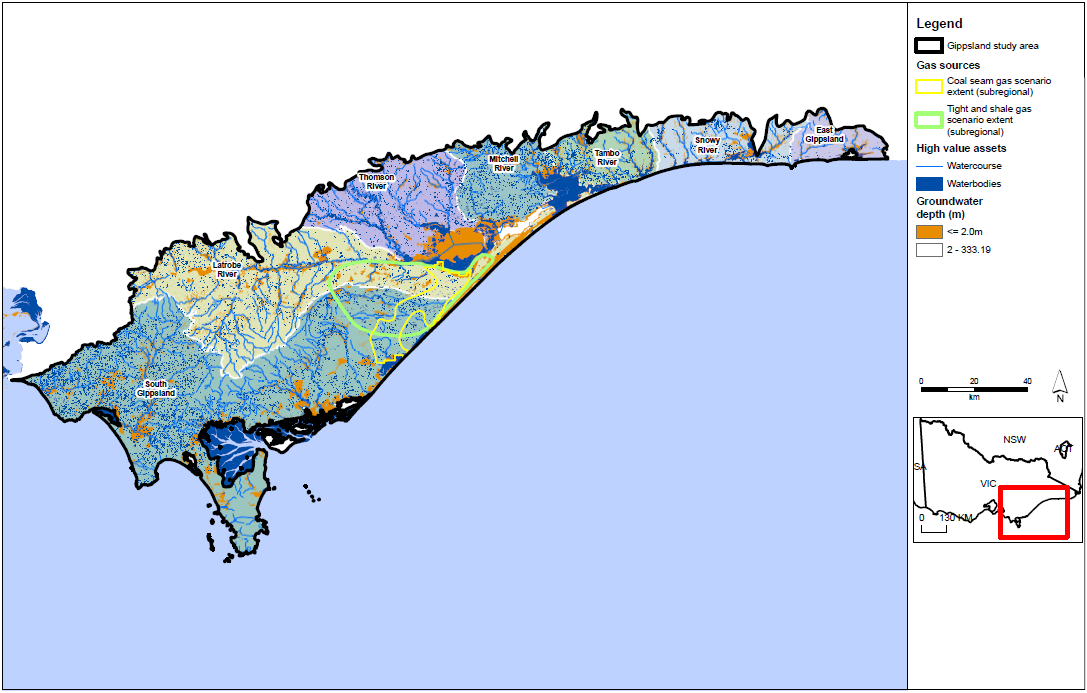 East
Gippsland
Snowy
River
Tambo
River
Mitchell
River
Thomson
River
Latrobe
River
South
Gippsland
Legend
Gippsland study area
Gas sources
Coal seam gas scenario
extent (subregional)
Tight and shale gas
scenario extent
(subregional)
High value assets
Watercourse
Waterbodies
Groundwater
depth (m)
<= 2.0m
2 - 333.19
0 20 40
km
N
NSW
ACT
SA
VIC
0 130 KM